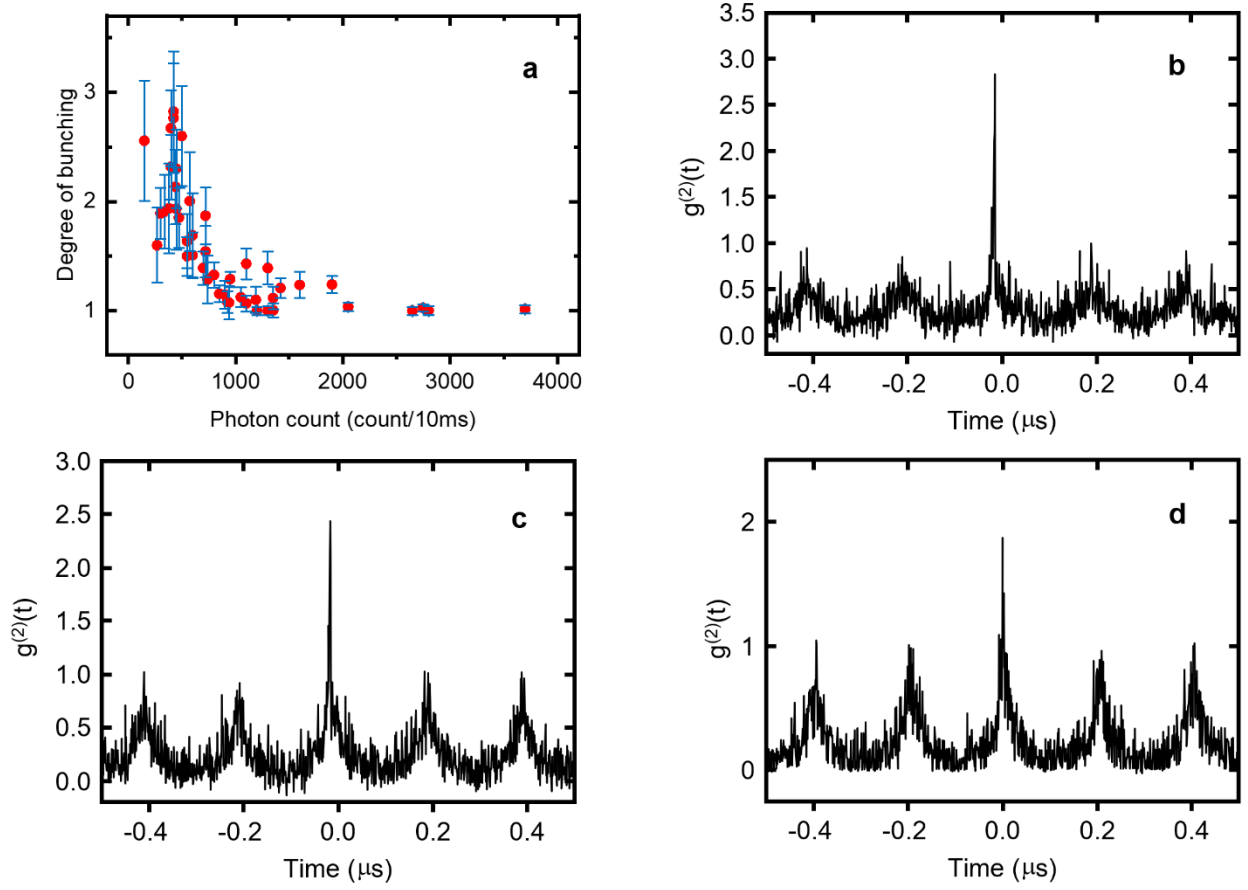 a
Degree of bunching
3
2
1
0 1000 2000 3000 4000
Photon count (count/10ms)
b
g(2)(t)
3.5
3.0
2.5
2.0
1.5
1.0
0.5
0.0
-0.4 -0.2 0.0 0.2 0.4
Time (μs)
c
g(2)(t)
3.0
2.5
2.0
1.5
1.0
0.5
0.0
-0.4 -0.2 0.0 0.2 0.4
Time (μs)
d
g(2)(t)
2
1
0
-0.4 -0.2 0.0 0.2 0.4
Time (μs)